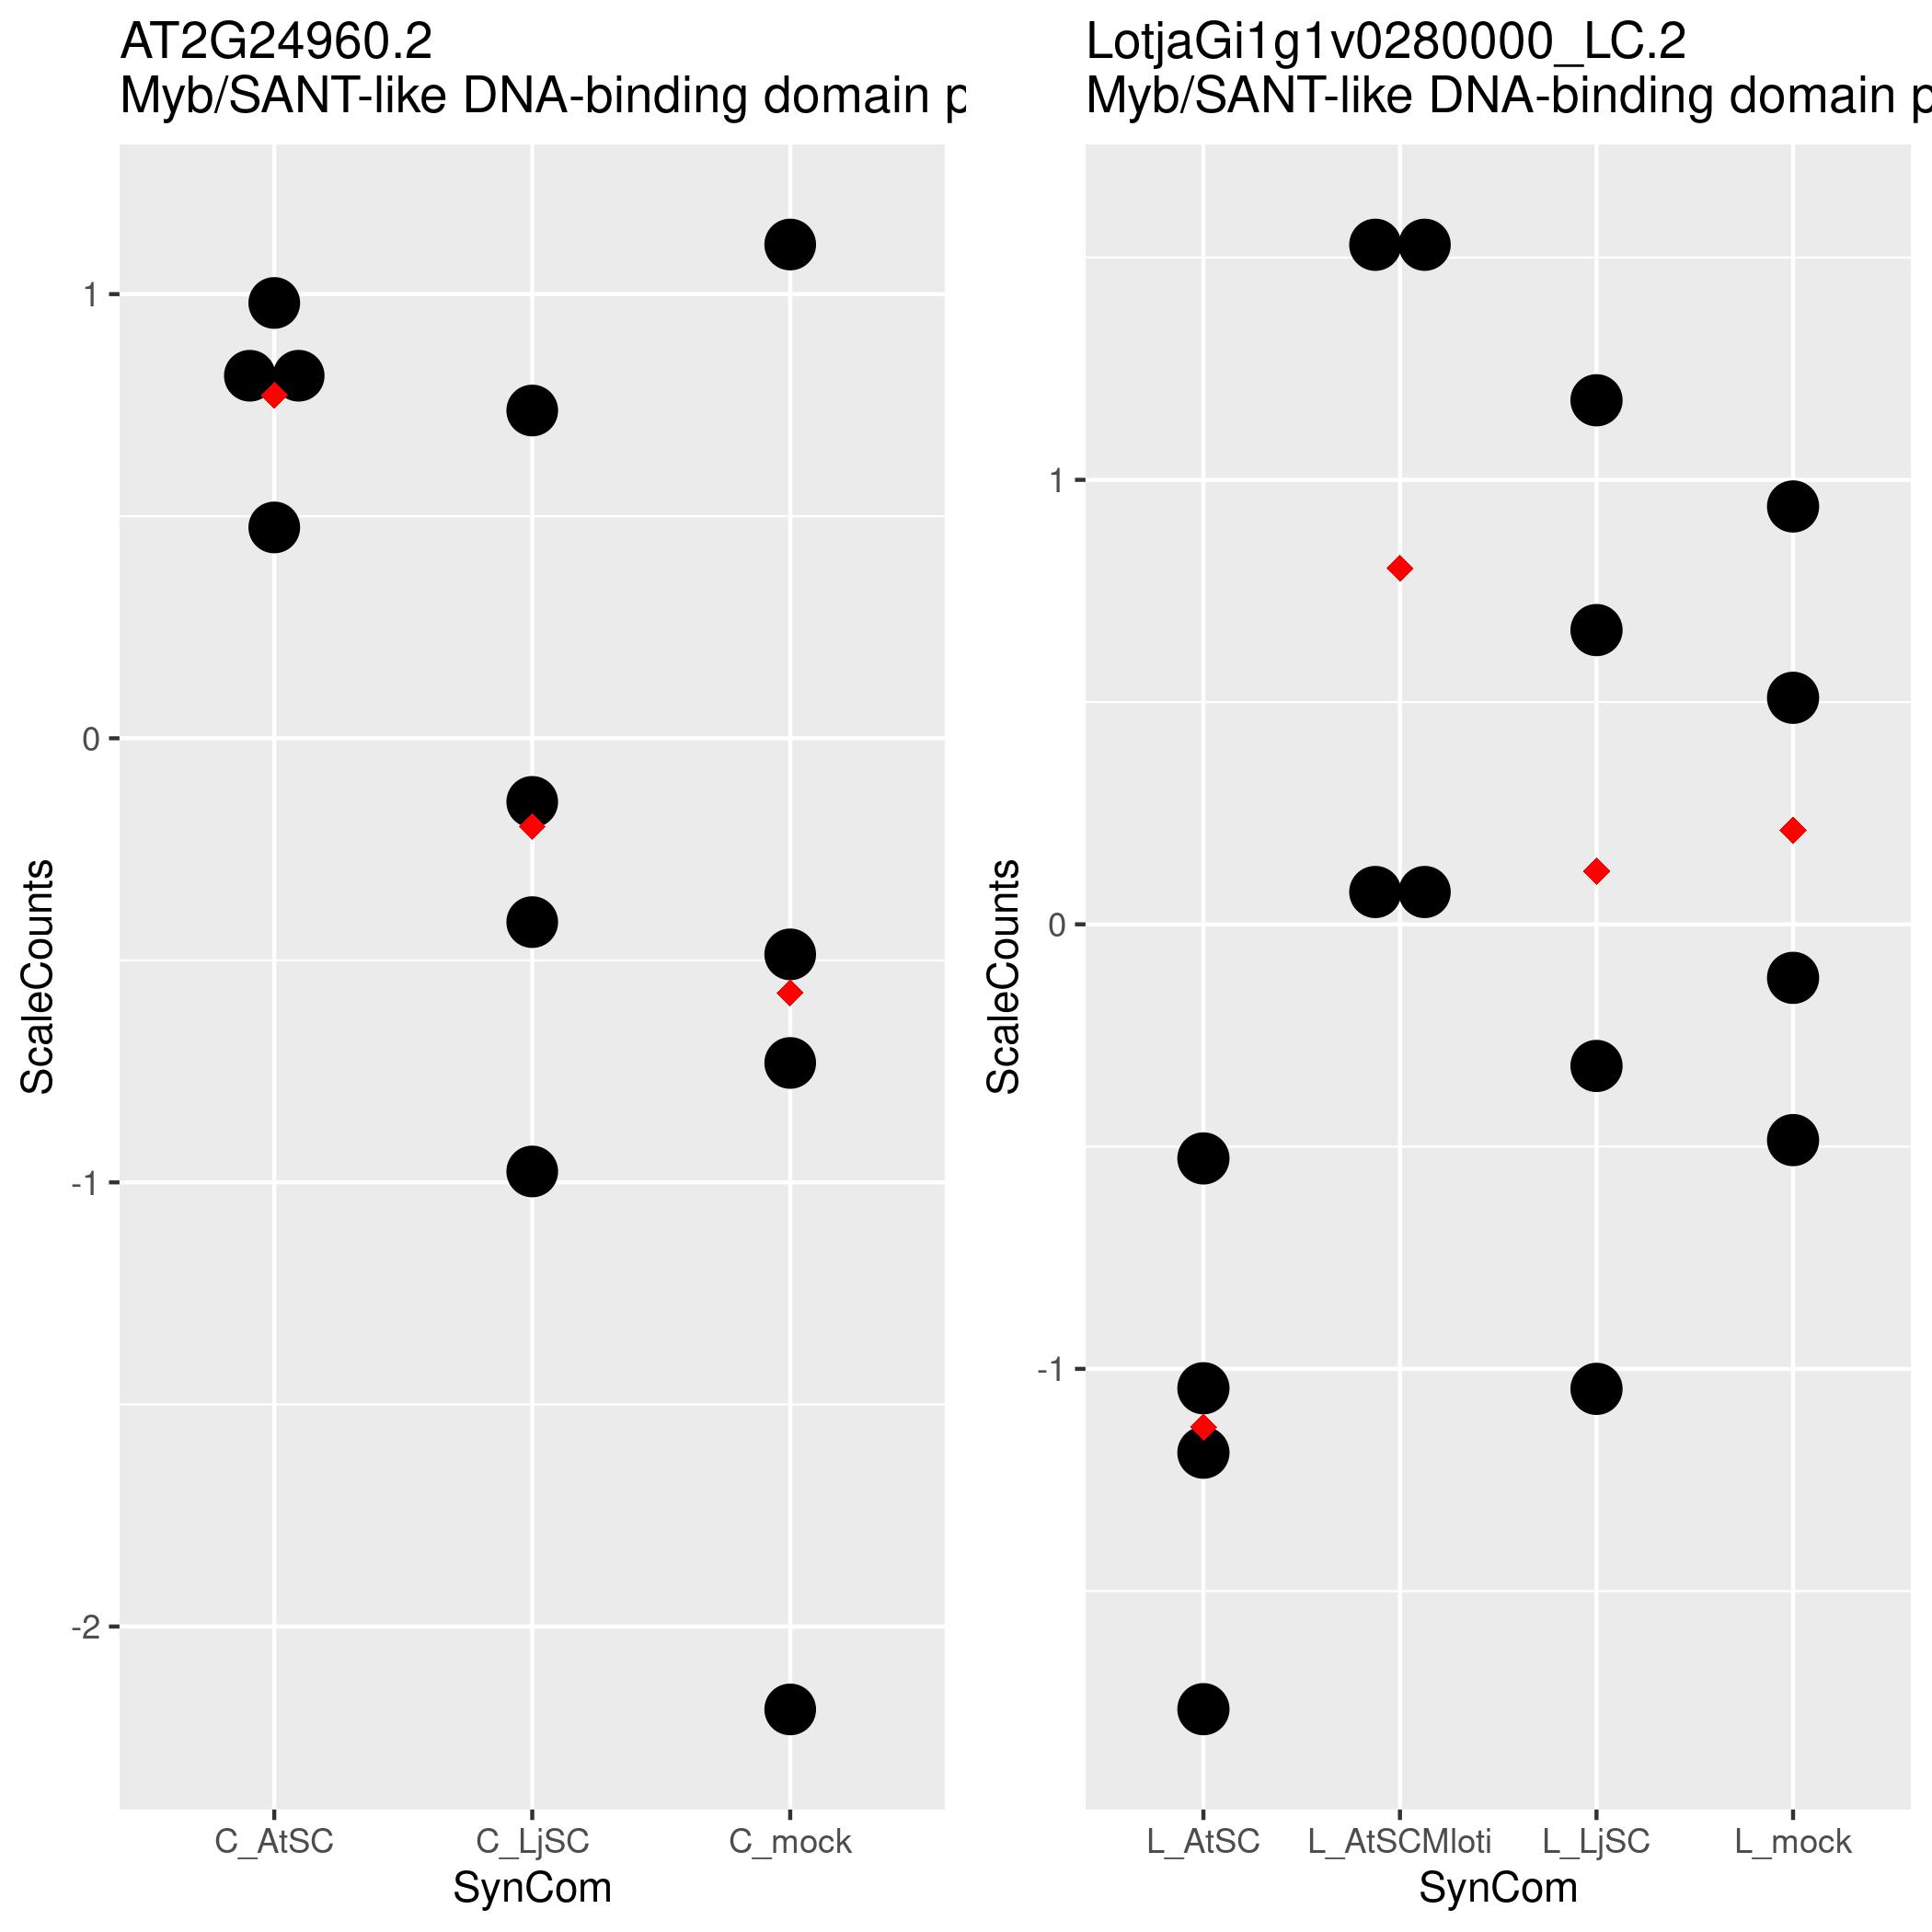 AT2G24960.2
Myb/SANT-like DNA-binding domain p
ScaleCounts
1
0
-1
-2
C_AtSC C_LjSC C_mock
SynCom
LotjaGi1g1v0280000_LC.2
Myb/SANT-like DNA-binding domain p
ScaleCounts
1
0
-1
L_AtSC L_AtSCMloti L_LjSC L_mock
SynCom